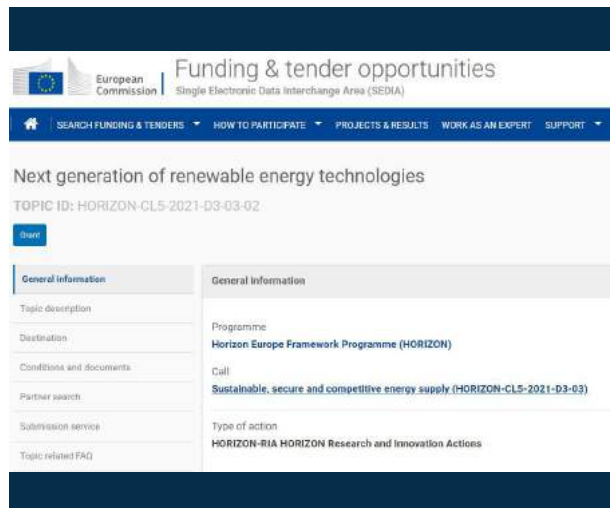 European
Commission
Funding & tender opportunities
Single Electronic Data Interchange Area (SEDIA)
SEARCH FUNDING & TENDERS HOW TO PARTICIPATE PROJECTS & RESULTS WORK AS AN EXPERT SUPPORT
Next generation of renewable energy technologies
TOPIC ID: HORIZON-CL5-2021-D3-03-02
Grant
General information
Topic description
Destination
Conditions and documents
Partner search
Submission service
Topic related FAQ
General information
Programme
Horizon Europe Framework Programme (HORIZON)
Call
Sustainable, secure and competitive energy supply (HORIZON-CL5-2021-D3-03)
Type of action
HORIZON-RIA HORIZON Research and Innovation Actions